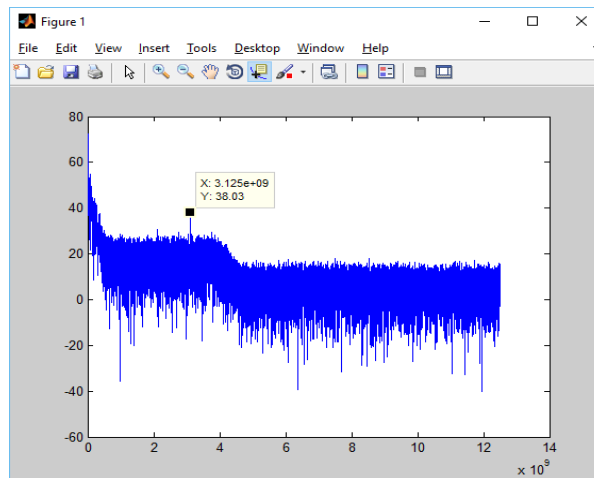 Figure 1
File Edit View Insert Tools Desktop Window Help
80
60
40
20
0
-20
-40
-60
X: 3.125e+09
Y: 38.03
0 2 4 6 8 10 12 14
x 10^9